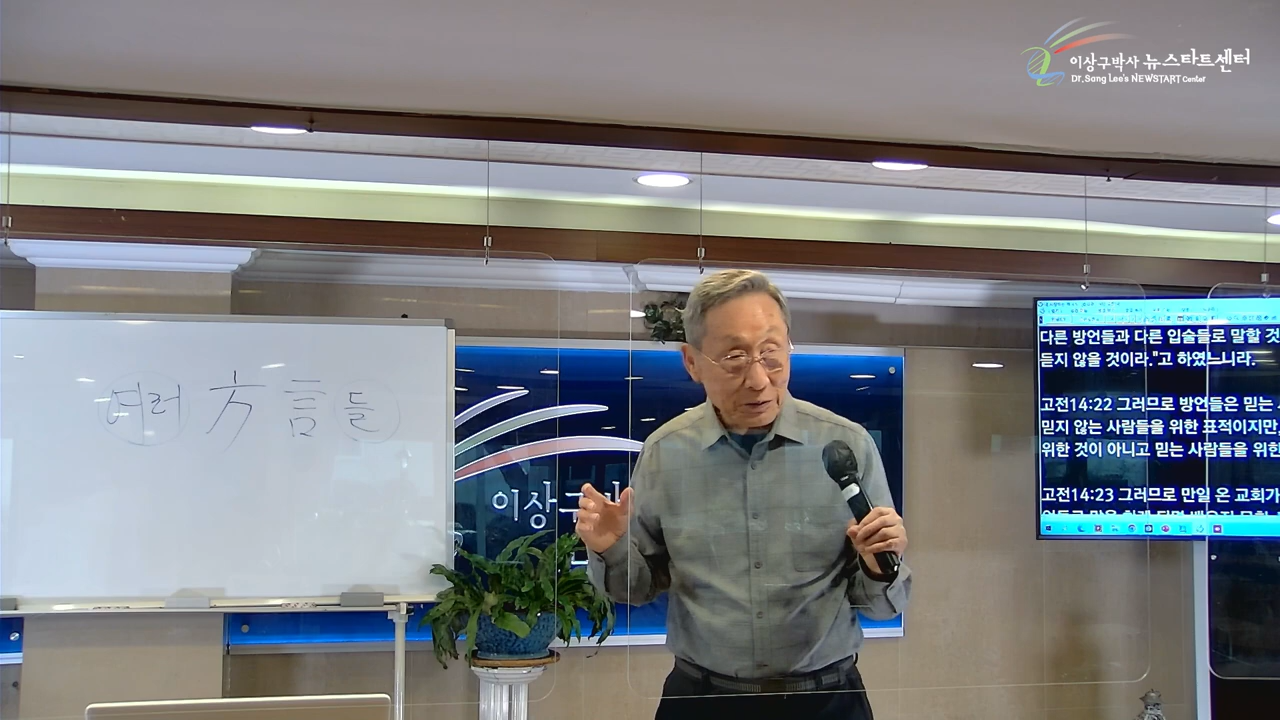 이상구박사 뉴스타트센터
Dr. Sang Lee's NEWSTART Center
여러 方言들
이상구
다른 방언들과 다른 입술들로 말할 것
듣지 않을 것이라."고 하였느니라.
고전14:22 그러므로 방언들은 믿는
믿지 않는 사람들을 위한 표적이지만,
위한 것이 아니고 믿는 사람들을 위한
고전14:23 그러므로 만일 온 교회가